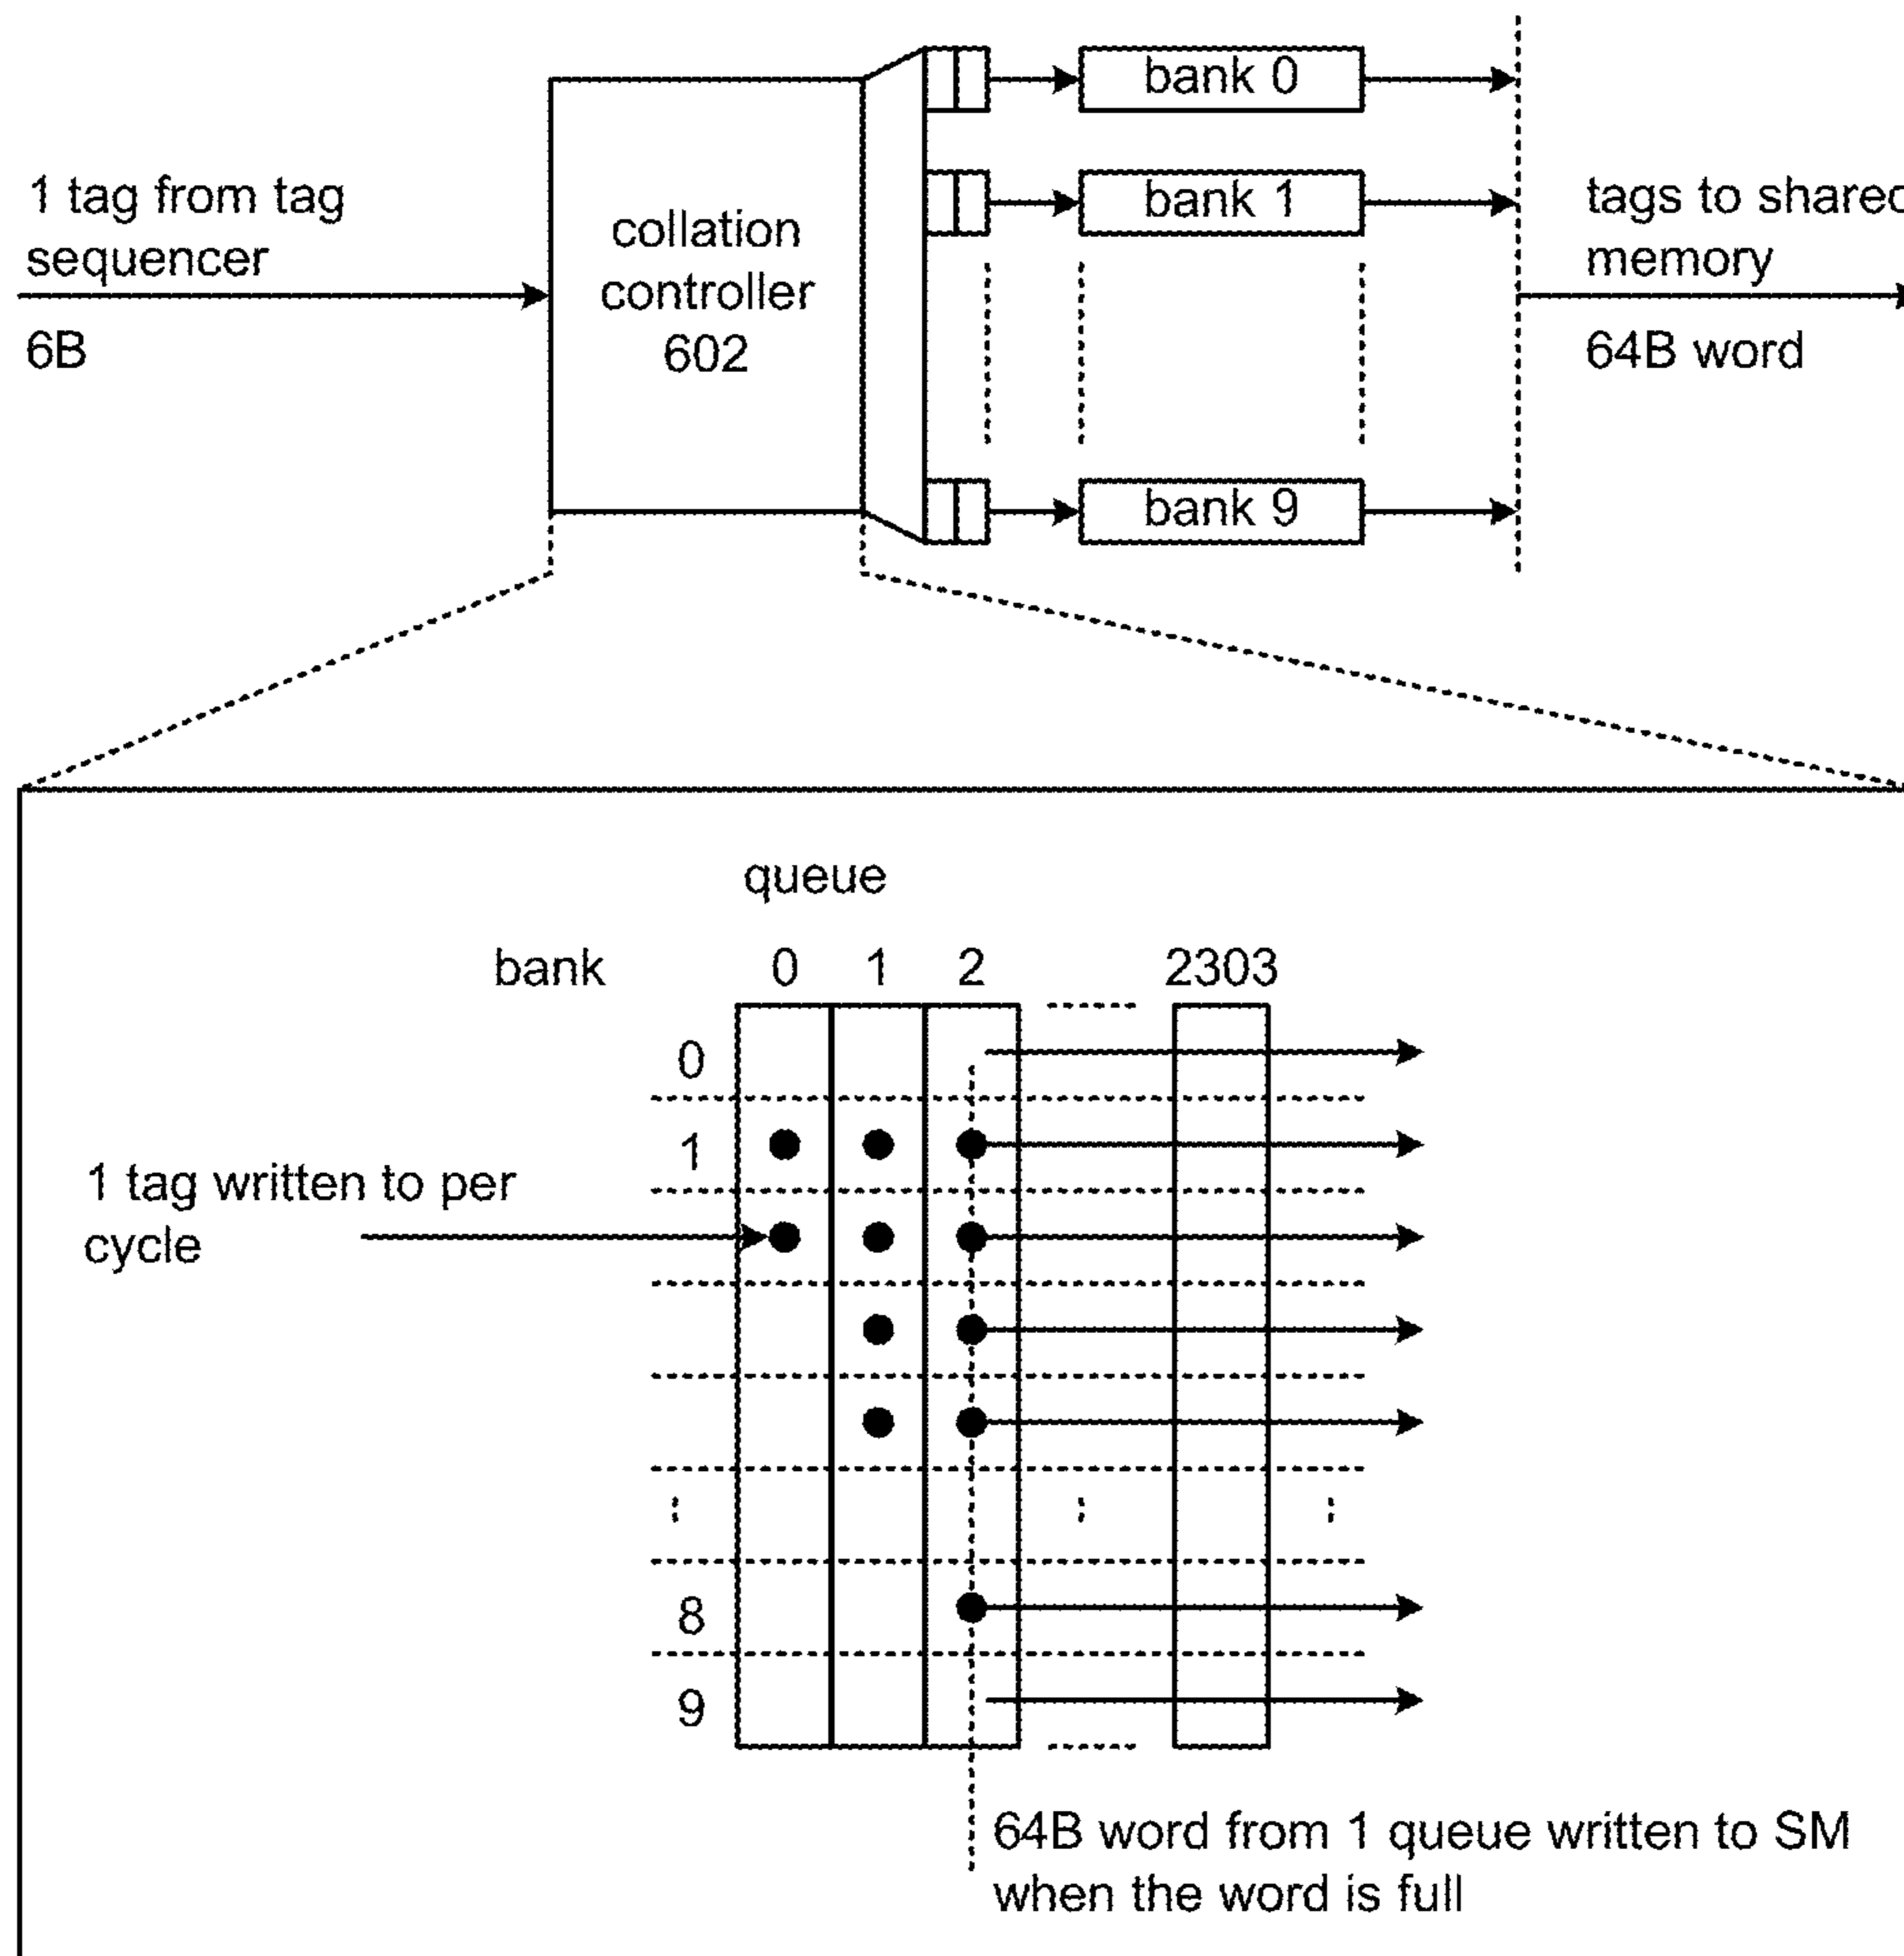 bank 0
1 tag from tag
sequencer
6B
collation
controller
602
bank 1
tags to shared
memory
64B word
bank 9
queue
bank 0 1 2 2303
0
1
1 tag written to per
cycle
8
9
64B word from 1 queue written to SM
when the word is full